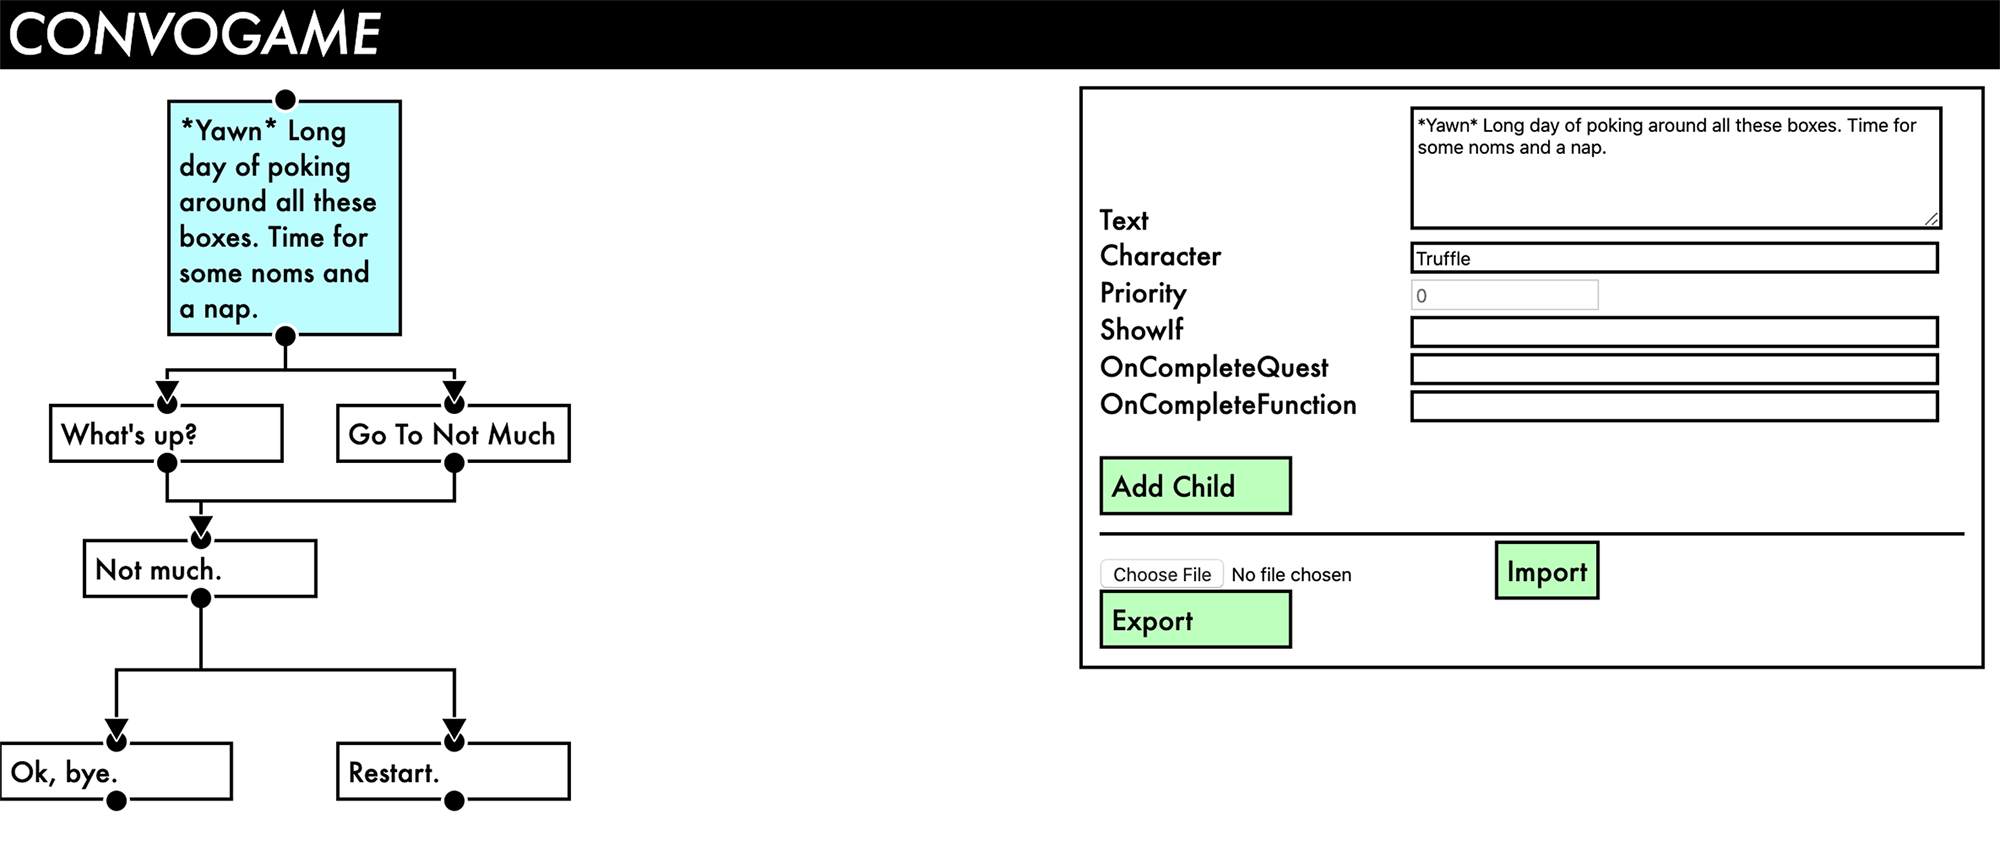 CONVOGAME
*Yawn* Long
day of poking
around all these
boxes. Time for
some noms and
a nap.
What's up?
Go To Not Much
Not much.
Ok, bye.
Restart.
*Yawn* Long day of poking around all these boxes. Time for
some noms and a nap.
Text
Character
Truffle
Priority
0
ShowIf
OnCompleteQuest
OnCompleteFunction
Add Child
Choose File No file chosen
Import
Export